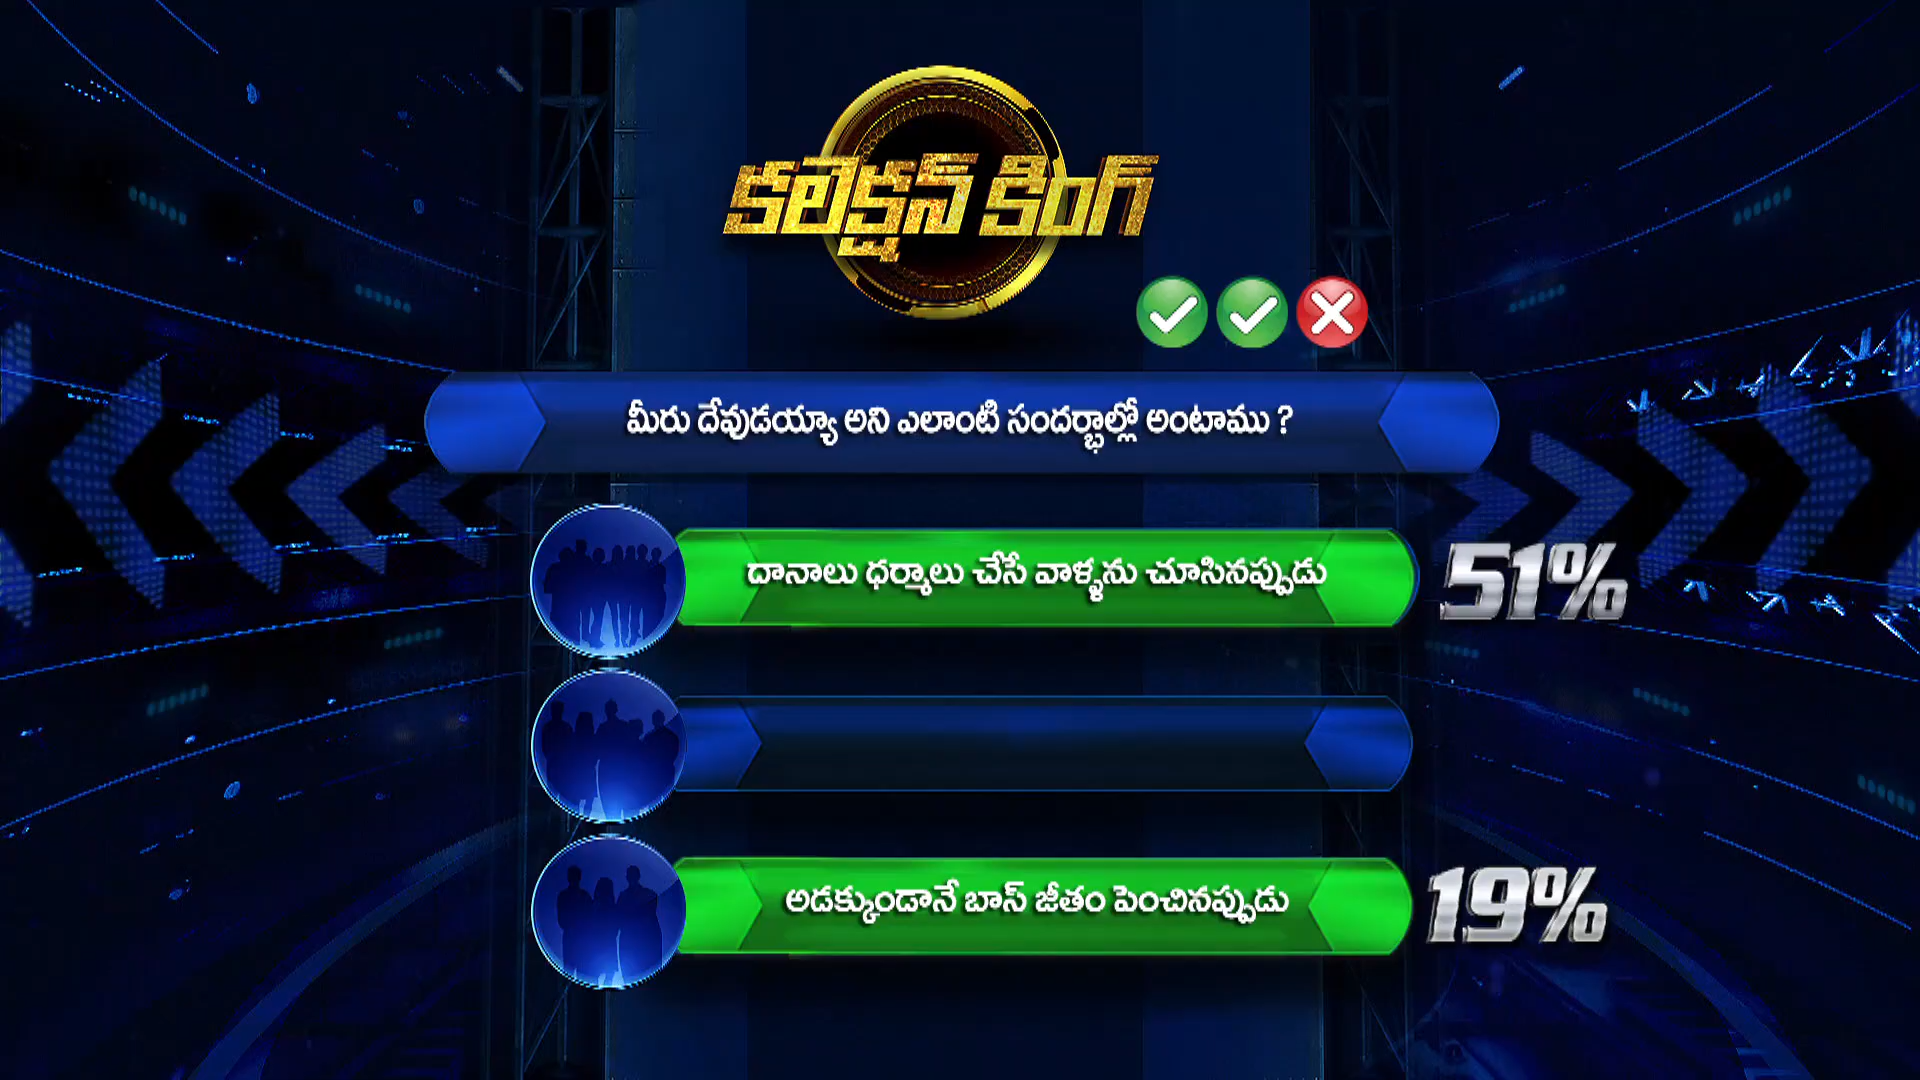 కలెక్షన్ కింగ్
మీరు దేవుడయ్యా అని ఎలాంటి సందర్భాల్లో అంటాము ?
దానాలు ధర్మాలు చేసే వాళ్ళను చూసినప్పుడు
51%
అడక్కుండానే బాస్ జీతం పెంచినప్పుడు
19%